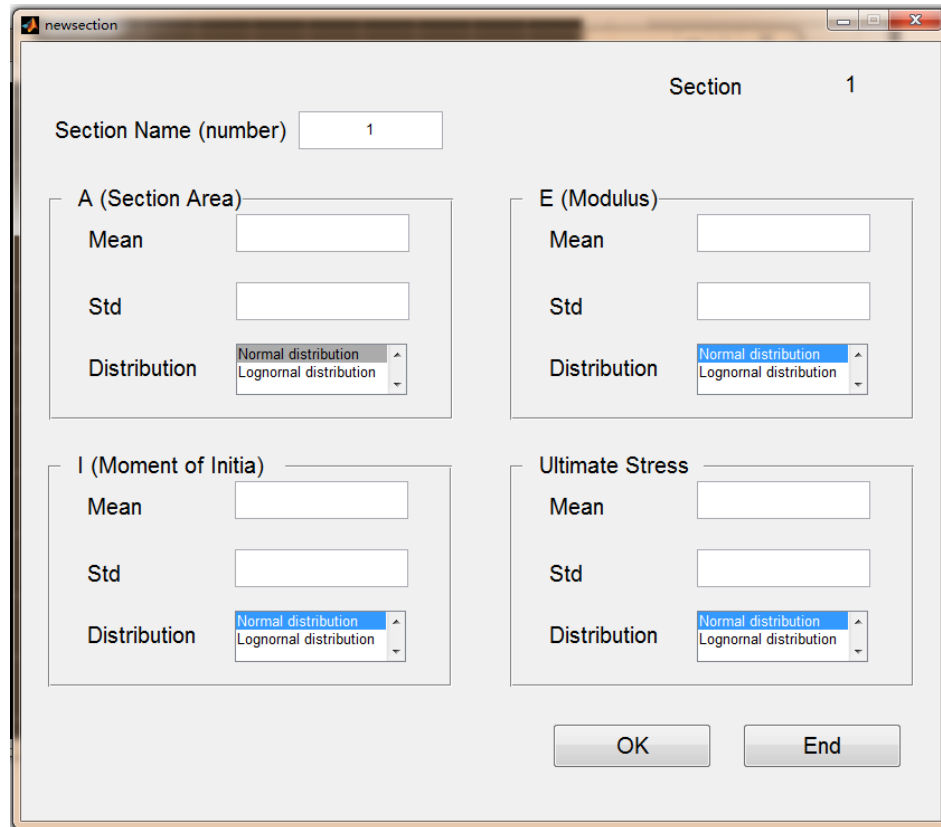 newsection
Section 1
Section Name (number) 1
A (Section Area)
Mean
Std
Distribution
Normal distribution
Lognornal distribution
E (Modulus)
Mean
Std
Distribution
Normal distribution
Lognornal distribution
I (Moment of Initia)
Mean
Std
Distribution
Normal distribution
Lognornal distribution
Ultimate Stress
Mean
Std
Distribution
Normal distribution
Lognornal distribution
OK
End